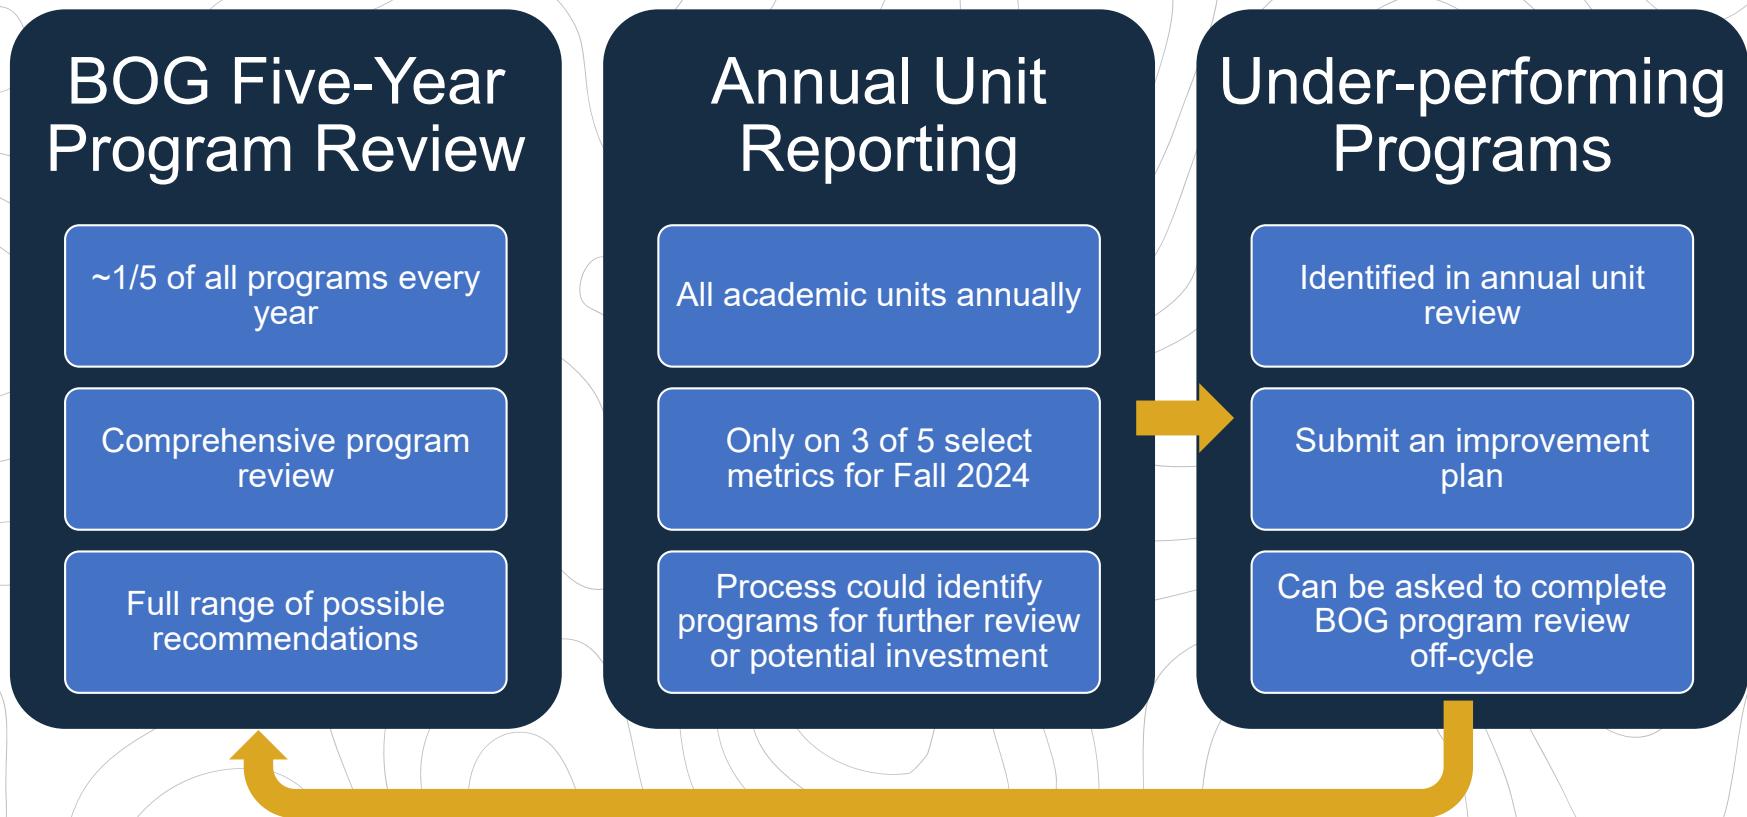 BOG Five-Year
Program Review
~1/5 of all programs every
year
Comprehensive program
review
Full range of possible
recommendations
Annual Unit
Reporting
All academic units annually
Only on 3 of 5 select
metrics for Fall 2024
Process could identify
programs for further review
or potential investment
Under-performing
Programs
Identified in annual unit
review
Submit an improvement
plan
Can be asked to complete
BOG program review
off-cycle